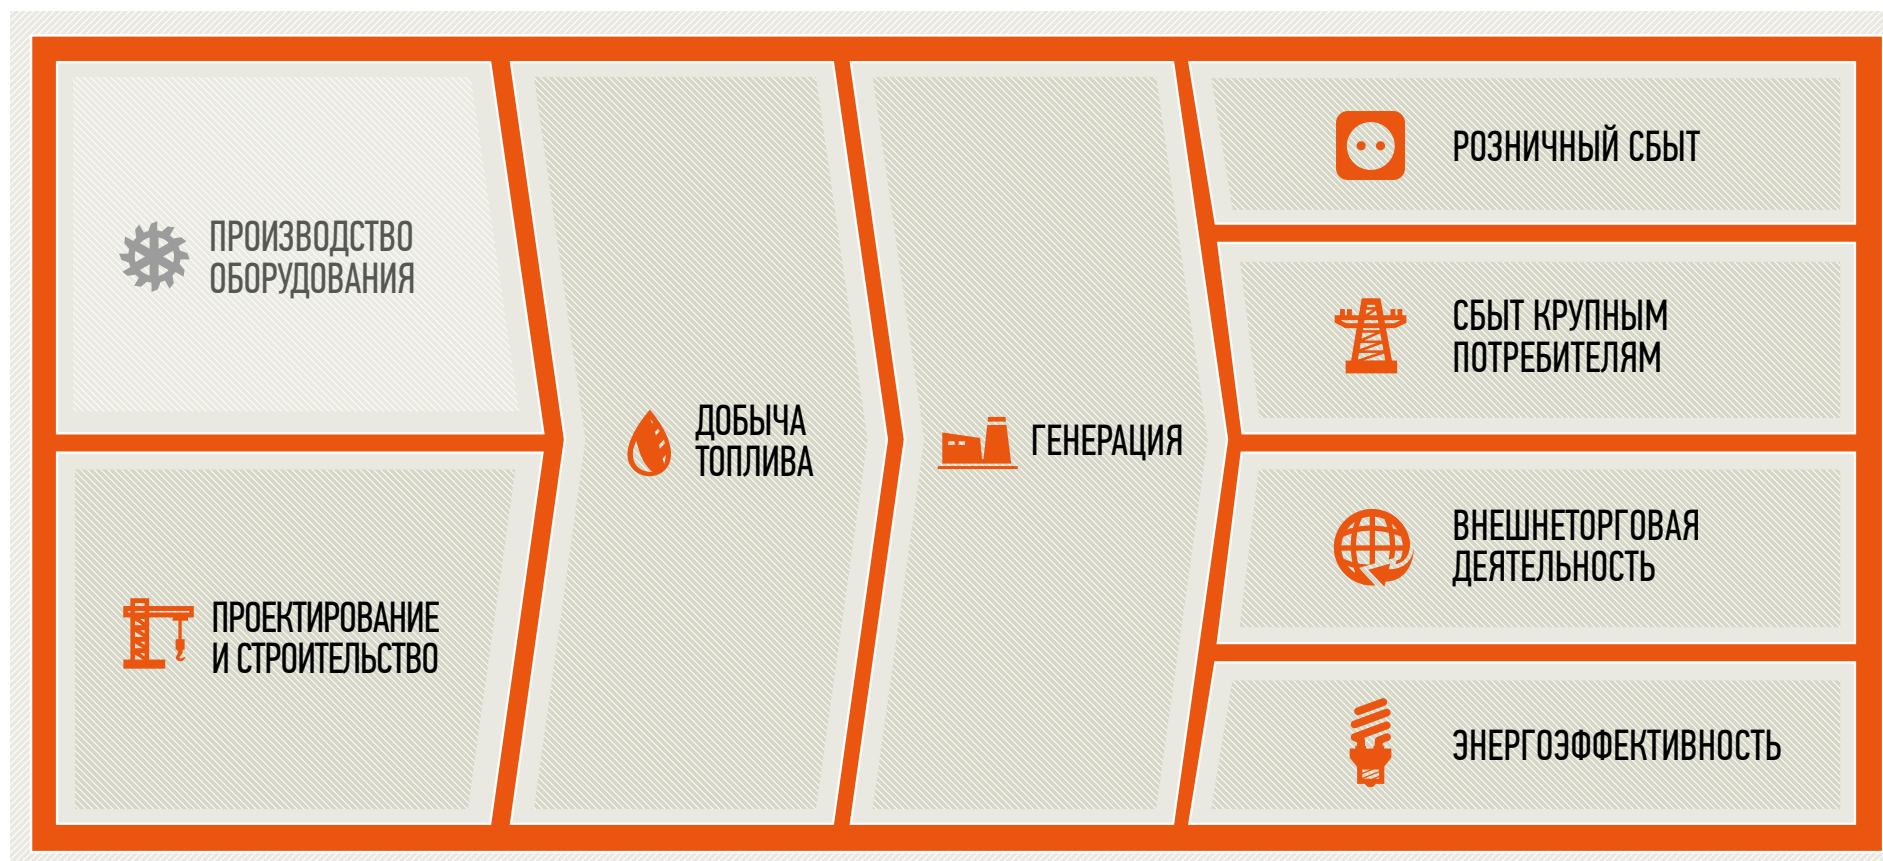 ПРОИЗВОДСТВО
ОБОРУДОВАНИЯ
ПРОЕКТИРОВАНИЕ
И СТРОИТЕЛЬСТВО
ДОБЫЧА
ТОПЛИВА
ГЕНЕРАЦИЯ
РОЗНИЧНЫЙ СБЫТ
СБЫТ КРУПНЫМ
ПОТРЕБИТЕЛЯМ
ВНЕШНЕТОРГОВАЯ
ДЕЯТЕЛЬНОСТЬ
ЭНЕРГОЭФФЕКТИВНОСТЬ